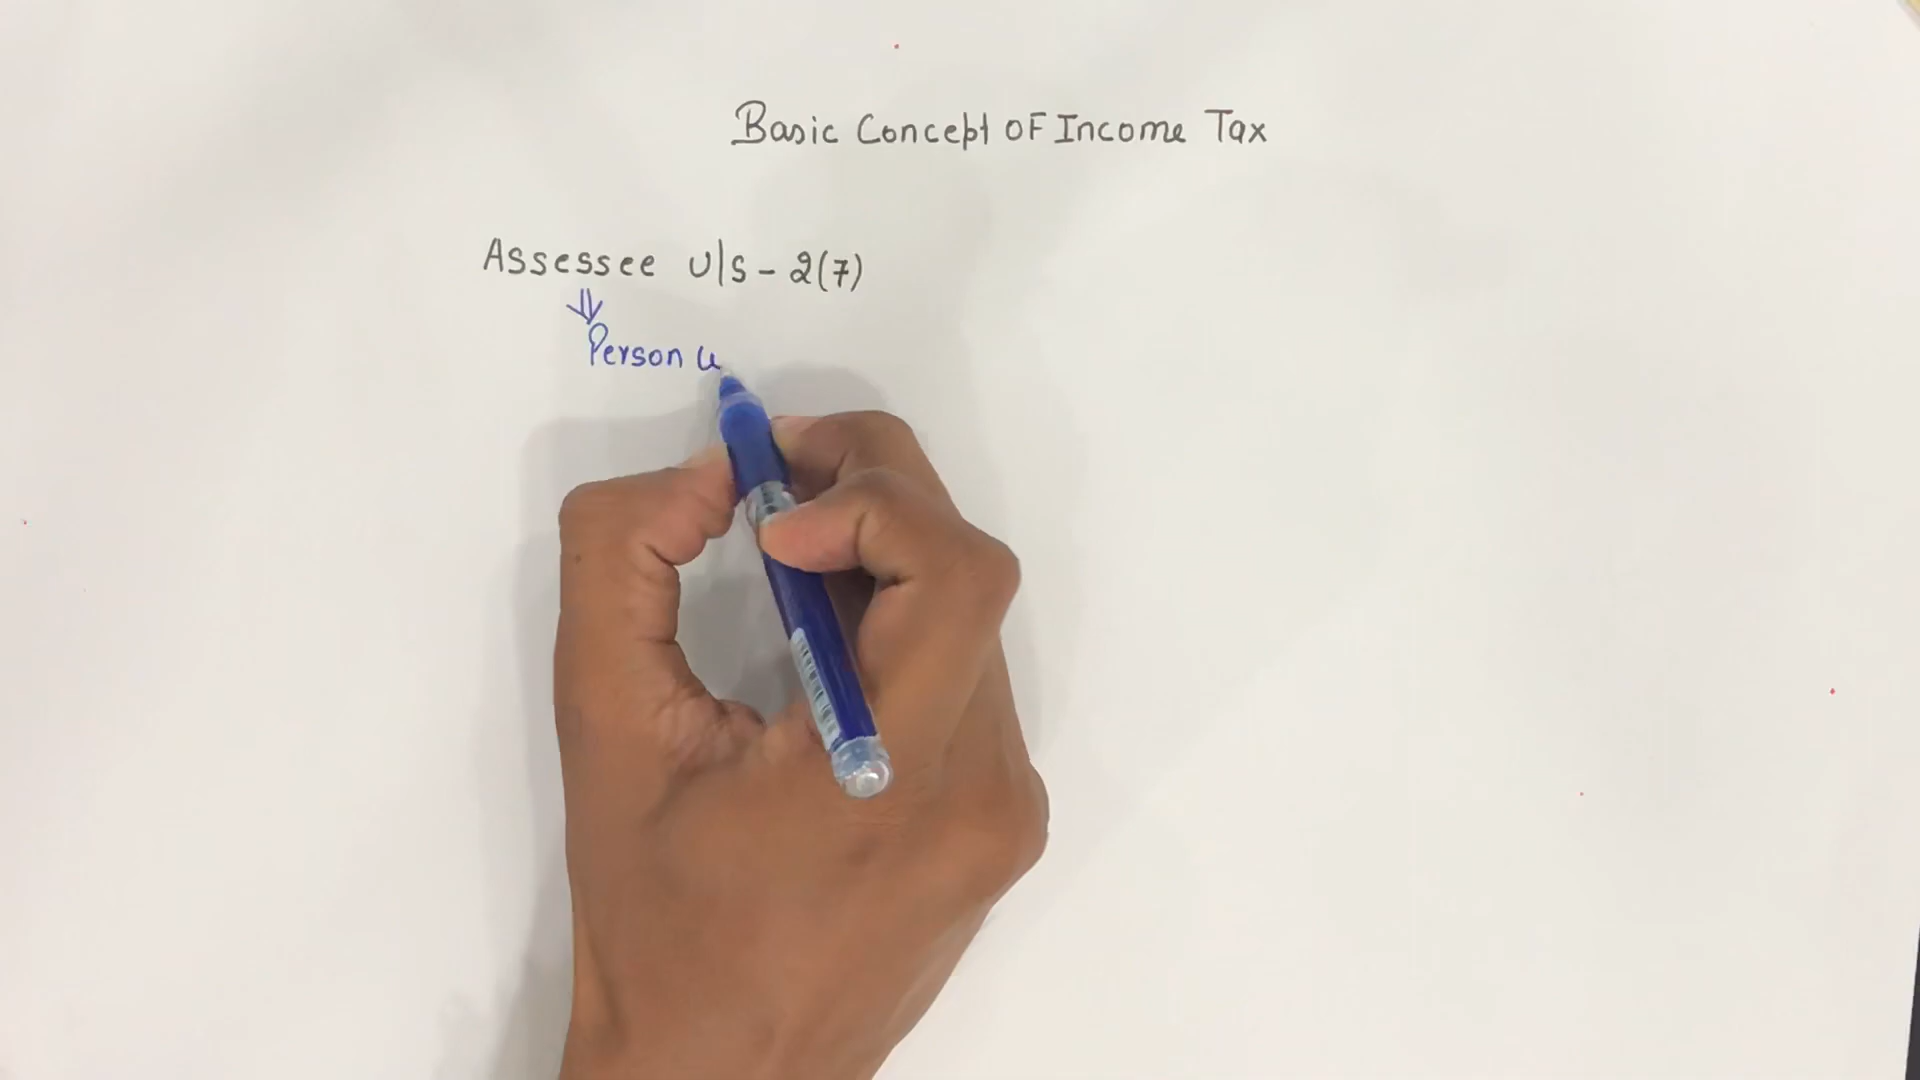 Basic Concept OF Income Tax
Assessee U/S - 2(7)
Person u